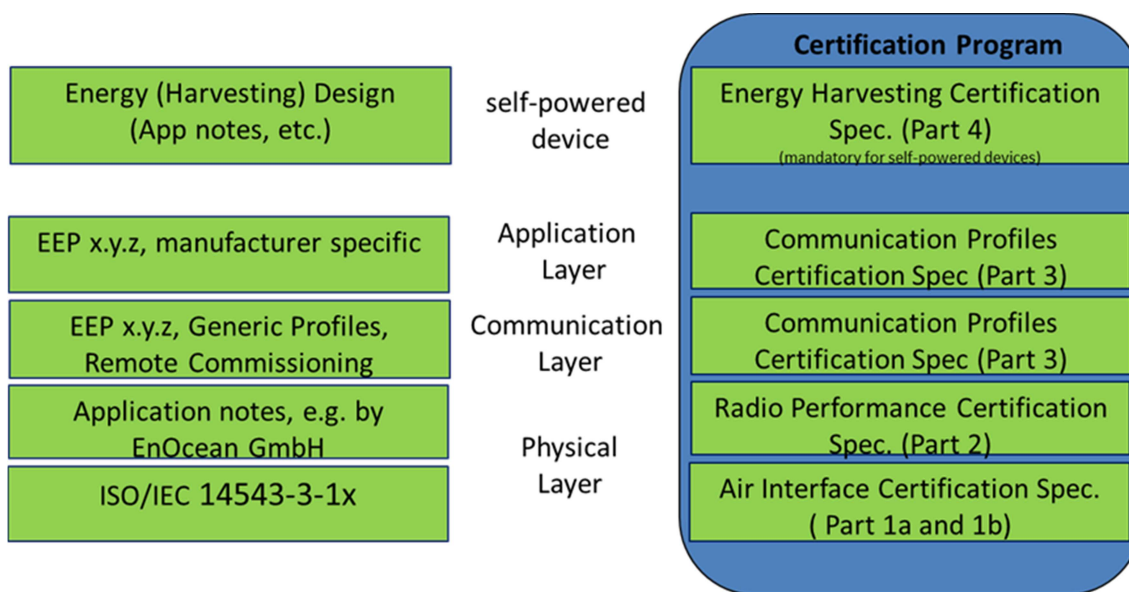 Certification Program
Energy (Harvesting) Design
(App notes, etc.)
self-powered
device
Energy Harvesting Certification
Spec. (Part 4)
(mandatory for self-powered devices)
EEP x.y.z, manufacturer specific
Application
Layer
Communication Profiles
Certification Spec (Part 3)
EEP x.y.z, Generic Profiles,
Remote Commissioning
Communication
Layer
Communication Profiles
Certification Spec (Part 3)
Application notes, e.g. by
EnOcean GmbH
Physical
Layer
Radio Performance Certification
Spec. (Part 2)
ISO/IEC 14543-3-1x
Air Interface Certification Spec.
( Part 1a and 1b)